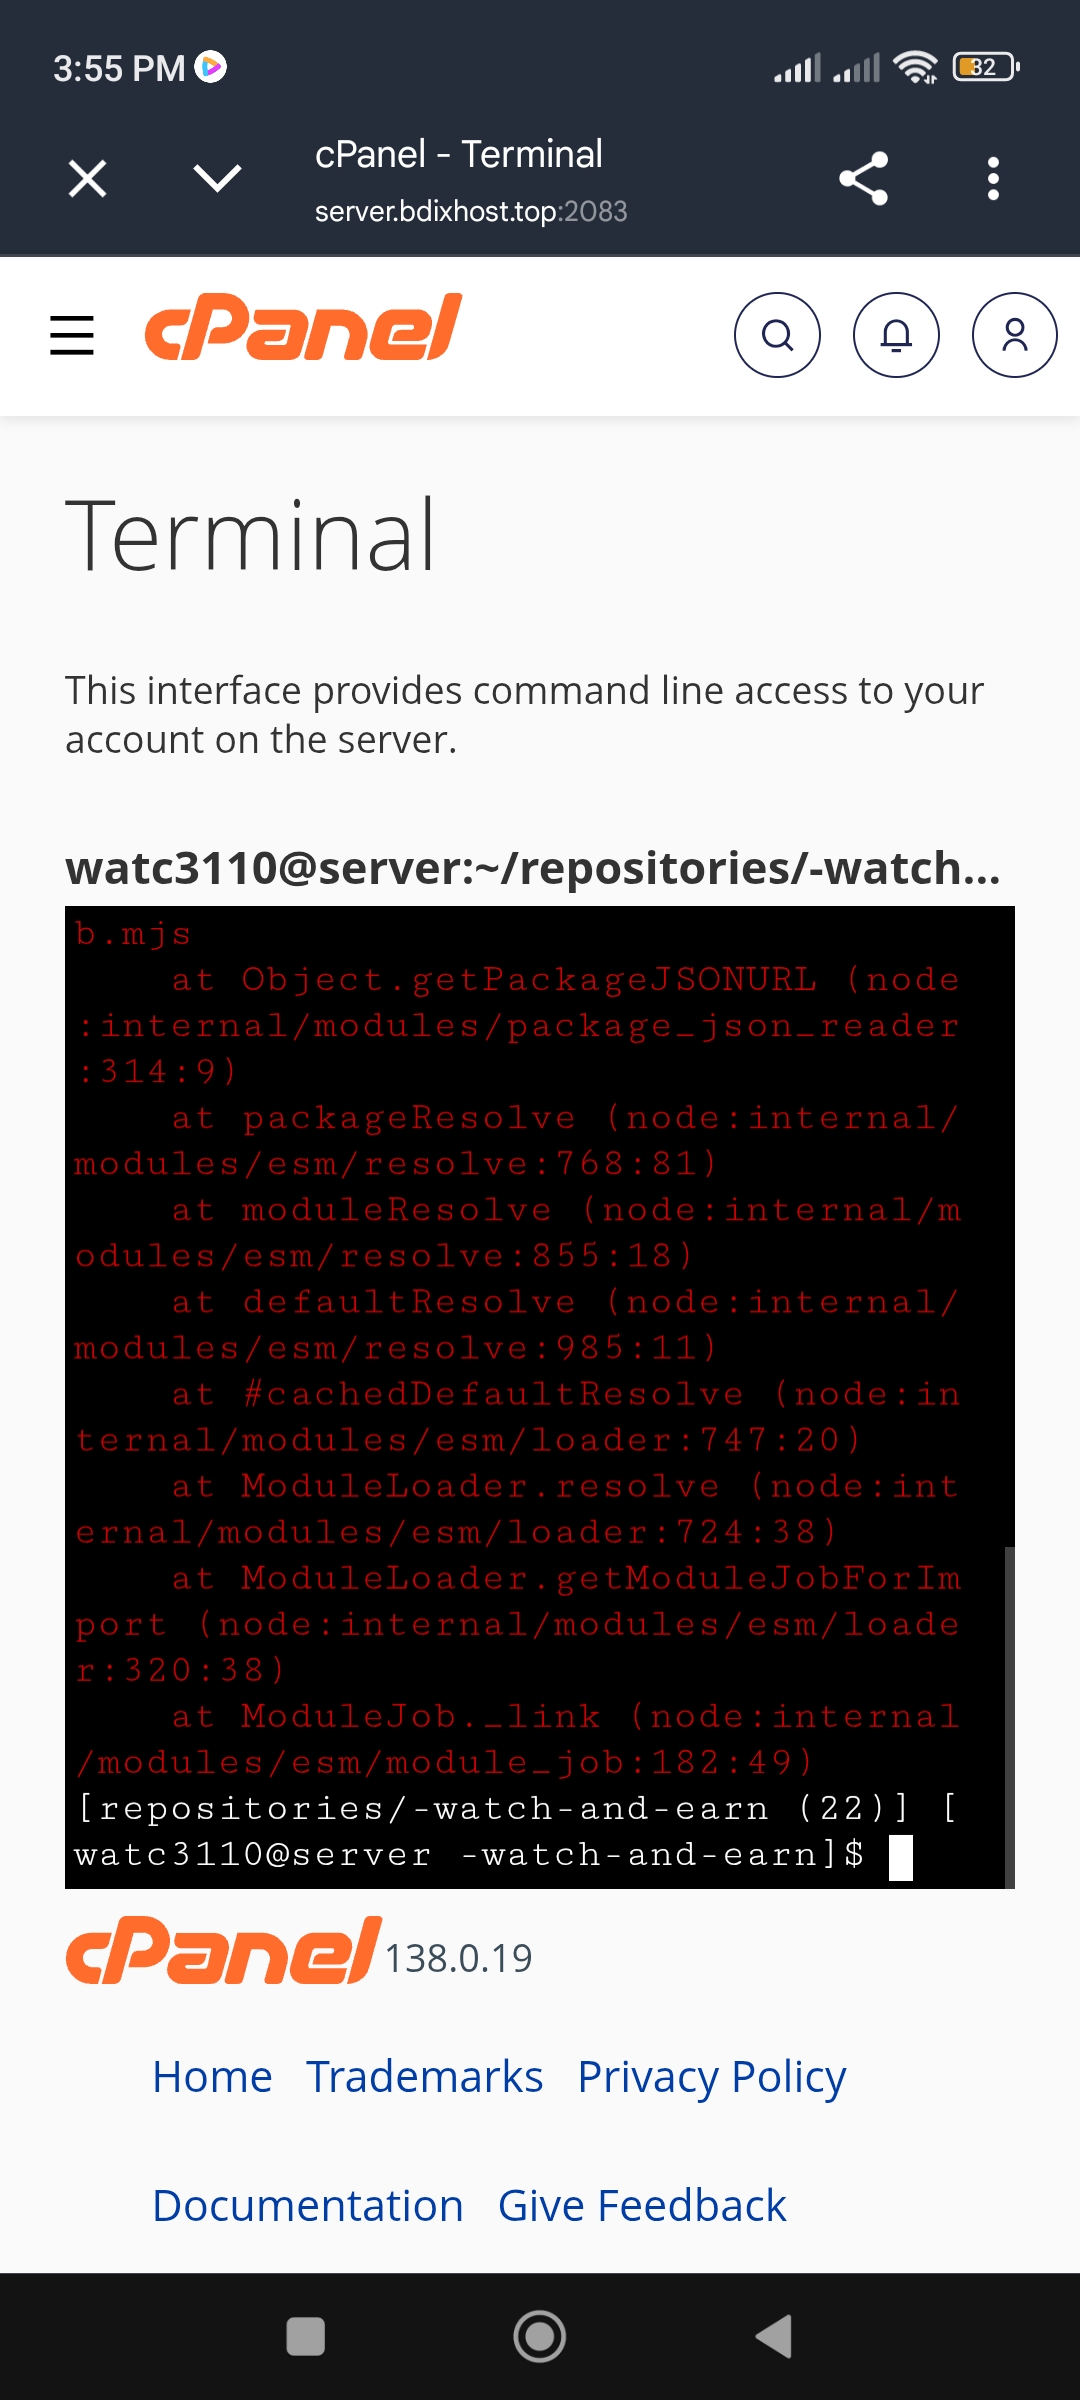 3:55 PM
32
cPanel - Terminal
server.bdixhost.top:2083
cPanel
Terminal
This interface provides command line access to your
account on the server.
watc3110@server:~/repositories/-watch...
b.mjs
at Object.getPackageJSONURL (node
:internal/modules/package_json_reader
:314:9)
at packageResolve (node:internal/
modules/esm/resolve:768:81)
at moduleResolve (node:internal/m
odules/esm/resolve:855:18)
at defaultResolve (node:internal/
modules/esm/resolve:985:11)
at #cachedDefaultResolve (node:in
ternal/modules/esm/loader:747:20)
at ModuleLoader.resolve (node:int
ernal/modules/esm/loader:724:38)
at ModuleLoader.getModuleJobForIm
port (node:internal/modules/esm/loade
r:320:38)
at ModuleJob._link (node:internal
/modules/esm/module_job:182:49)
[repositories/-watch-and-earn (22)] [
watc3110@server -watch-and-earn]$
cPanel 138.0.19
Home Trademarks Privacy Policy
Documentation Give Feedback